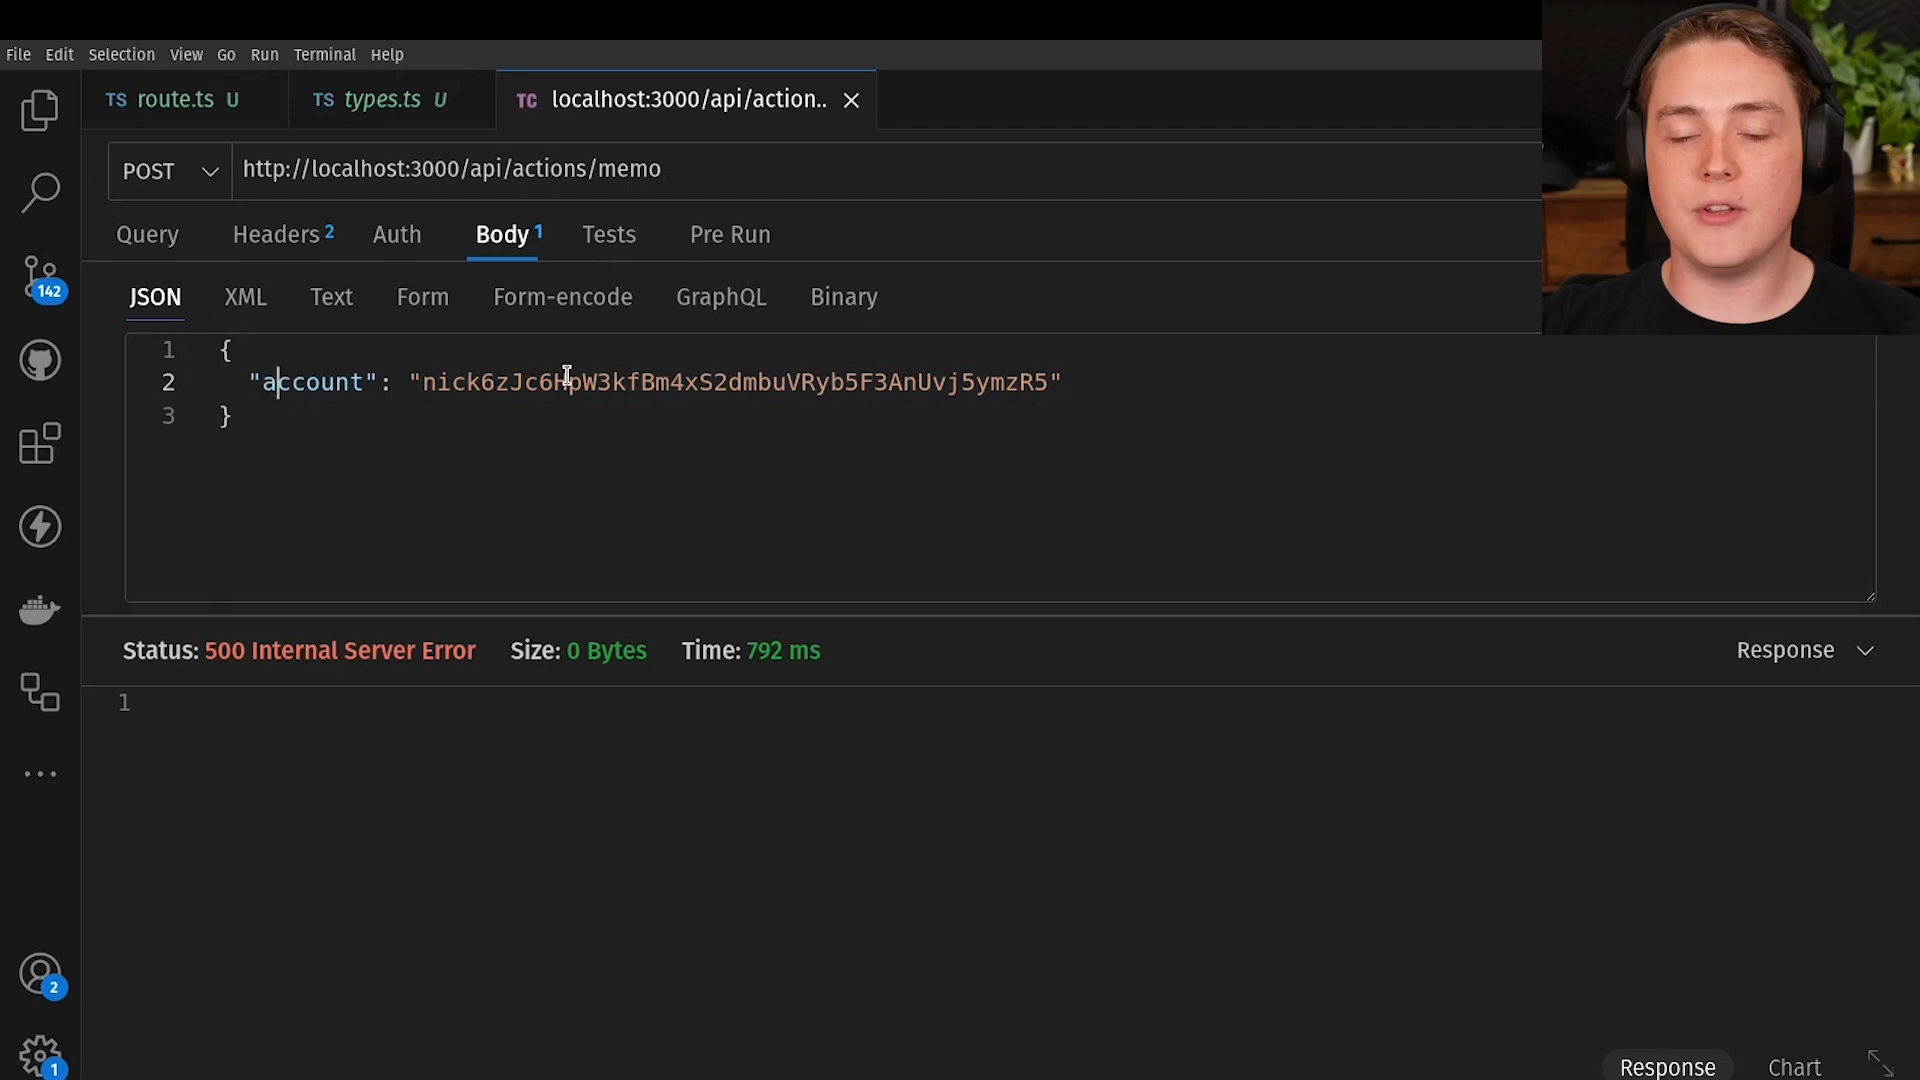 File Edit Selection View Go Run Terminal Help
TS route.ts U TS types.ts U TC localhost:3000/api/action..
POST http://localhost:3000/api/actions/memo
Query Headers 2 Auth Body 1 Tests Pre Run
JSON XML Text Form Form-encode GraphQL Binary
1 {
2 "account": "nick6zJc6HpW3kfBm4xS2dmbuVRyb5F3AnUvj5ymzR5"
3 }
142
Status: 500 Internal Server Error Size: 0 Bytes Time: 792 ms Response
1
2
1
Response Chart